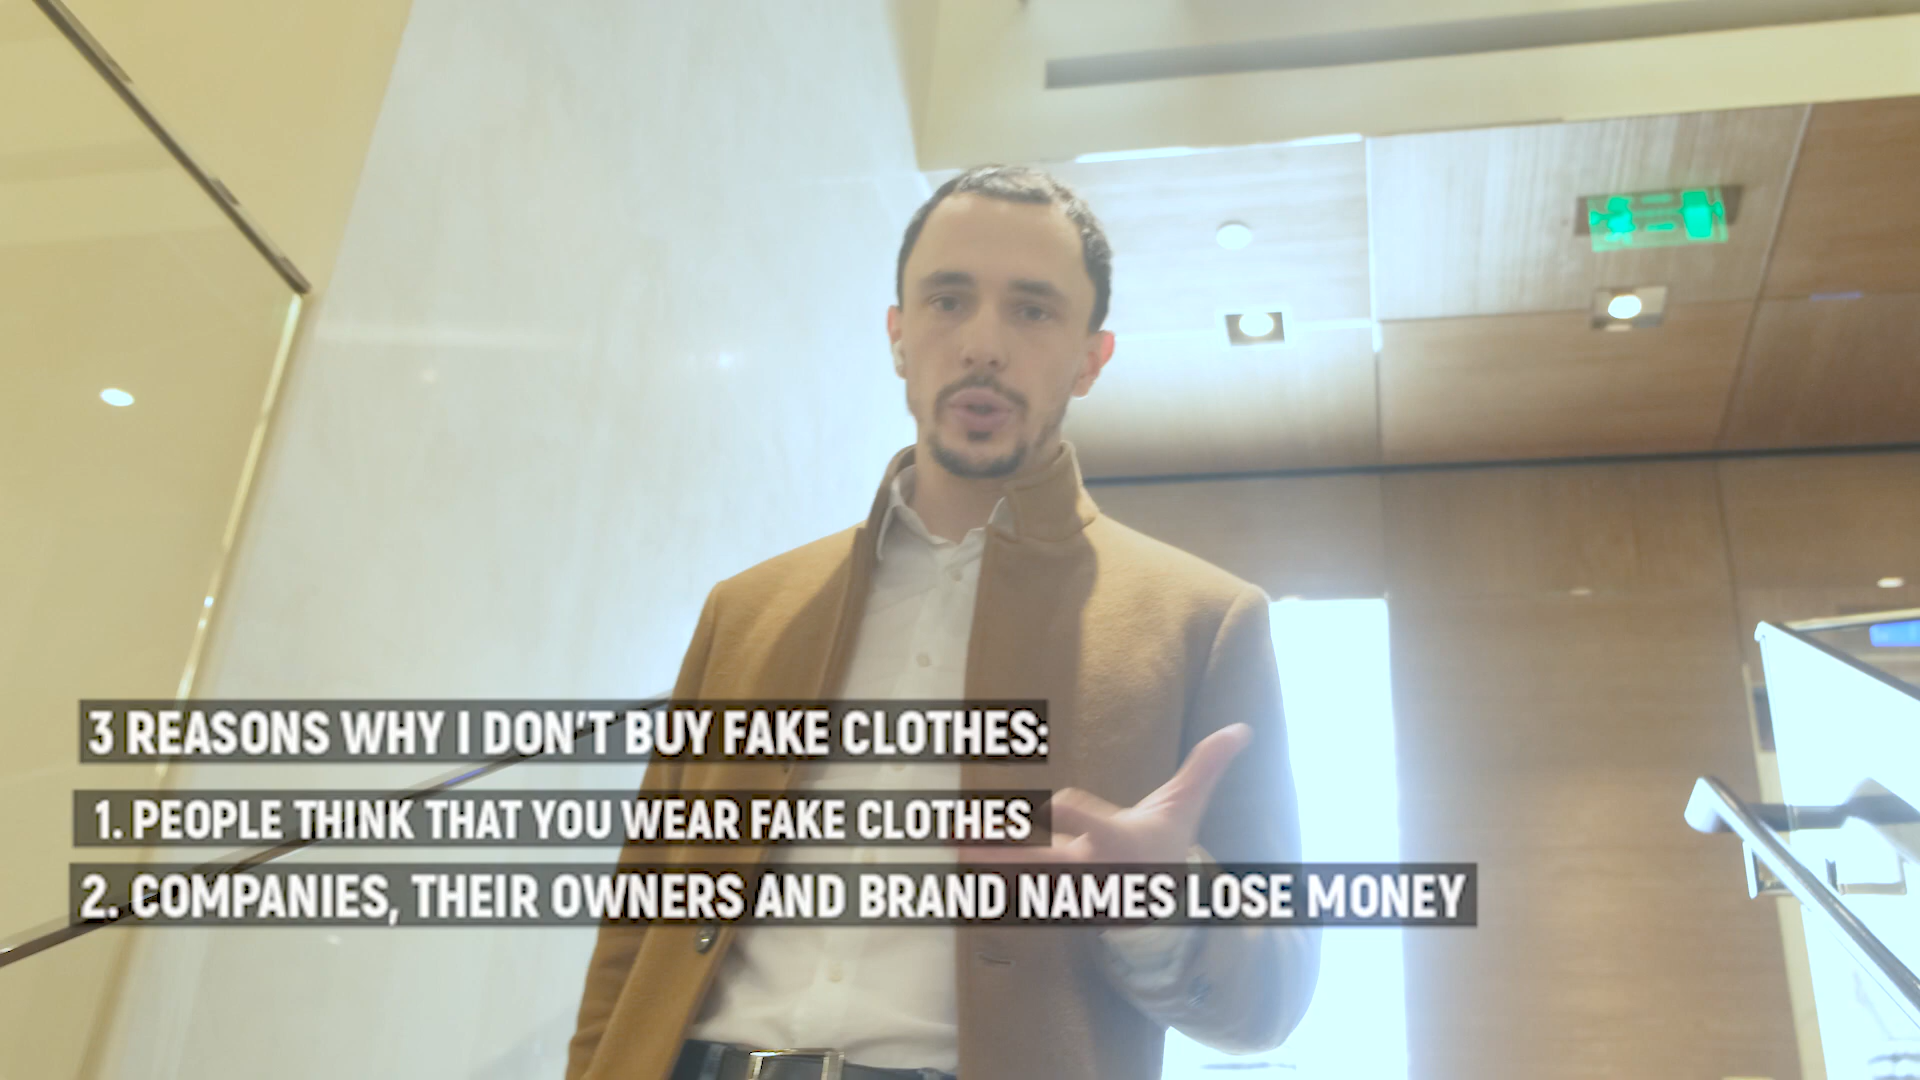 3 REASONS WHY I DON'T BUY FAKE CLOTHES:
1. PEOPLE THINK THAT YOU WEAR FAKE CLOTHES
2. COMPANIES, THEIR OWNERS AND BRAND NAMES LOSE MONEY